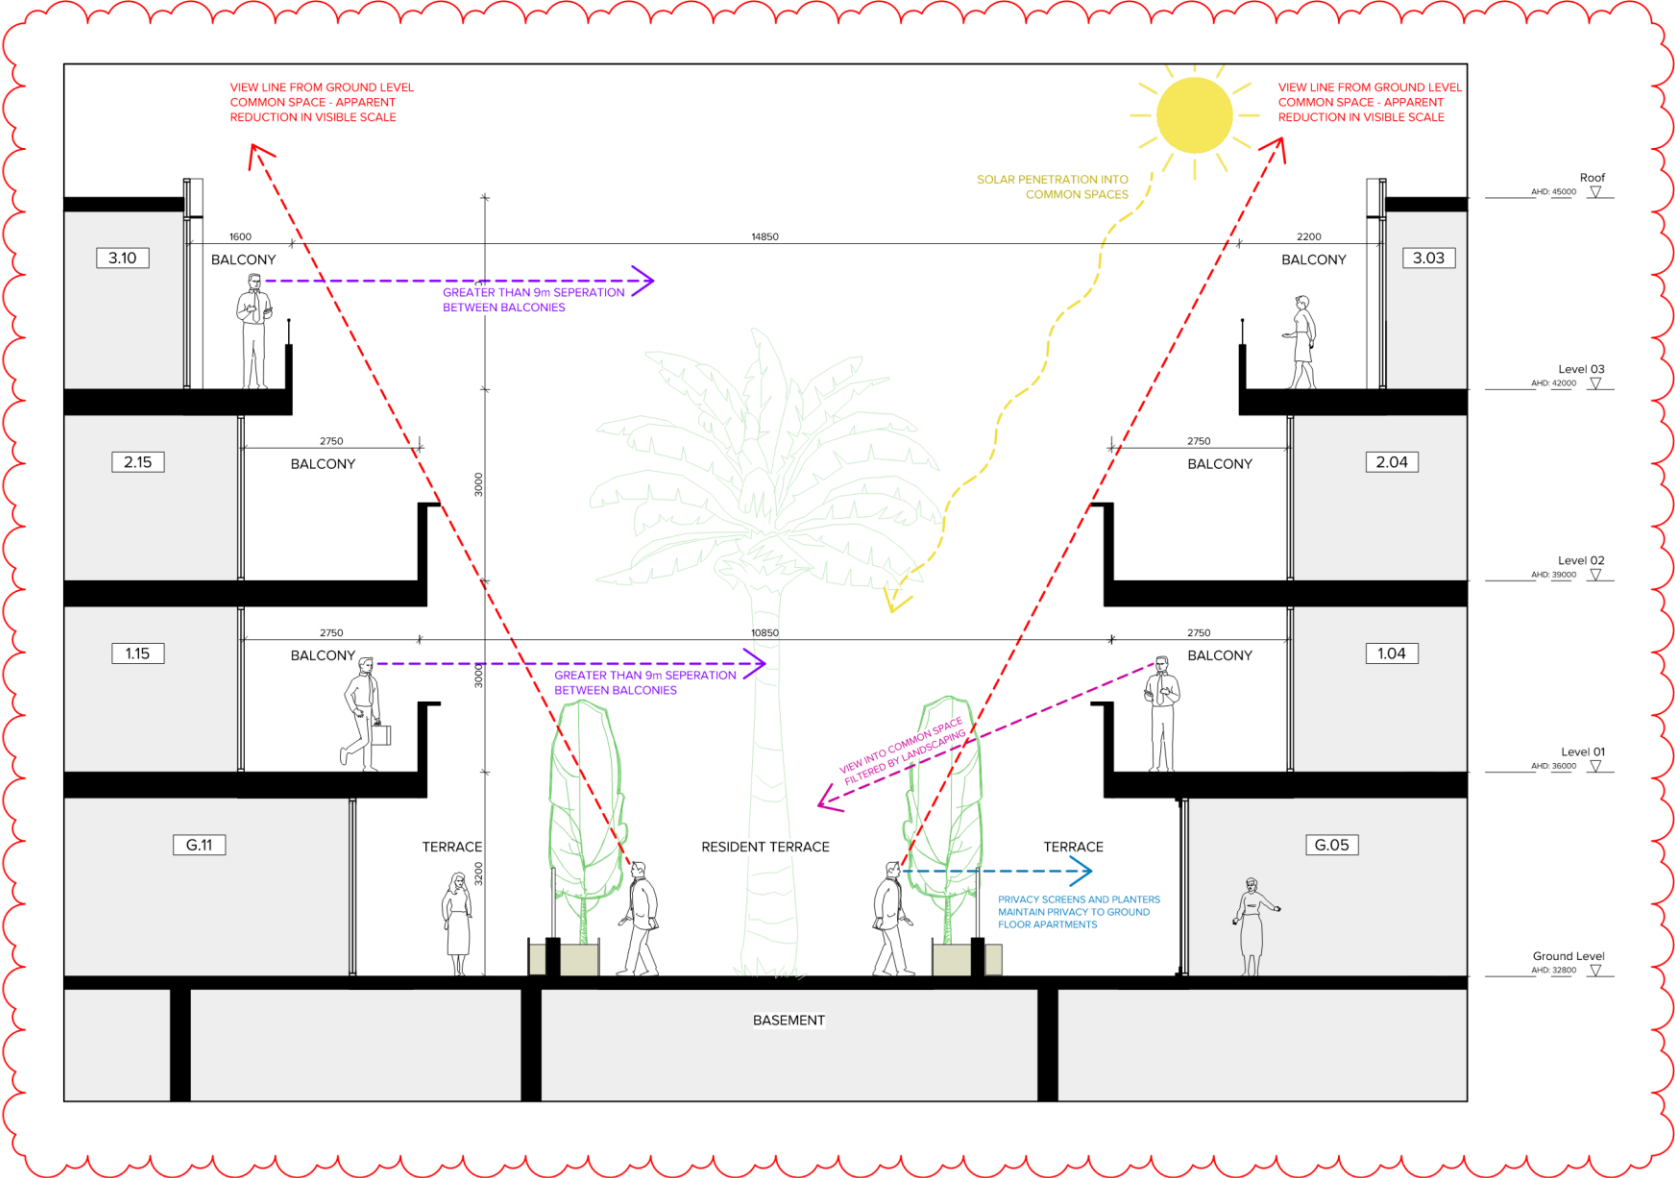 VIEW LINE FROM GROUND LEVEL
COMMON SPACE - APPARENT
REDUCTION IN VISIBLE SCALE
VIEW LINE FROM GROUND LEVEL
COMMON SPACE - APPARENT
REDUCTION IN VISIBLE SCALE
SOLAR PENETRATION INTO
COMMON SPACES
Roof
AHD: 45000
1600
14850
2200
3.10
BALCONY
BALCONY
3.03
GREATER THAN 9m SEPERATION
BETWEEN BALCONIES
Level 03
AHD: 42000
2750
2750
2.15
BALCONY
BALCONY
2.04
3000
Level 02
AHD: 39000
2750
10850
2750
1.15
BALCONY
BALCONY
1.04
3000
GREATER THAN 9m SEPERATION
BETWEEN BALCONIES
VIEW INTO COMMON SPACE
FILTERED BY LANDSCAPING
Level 01
AHD: 36000
G.11
TERRACE
RESIDENT TERRACE
TERRACE
G.05
3200
PRIVACY SCREENS AND PLANTERS
MAINTAIN PRIVACY TO GROUND
FLOOR APARTMENTS
Ground Level
AHD: 32800
BASEMENT